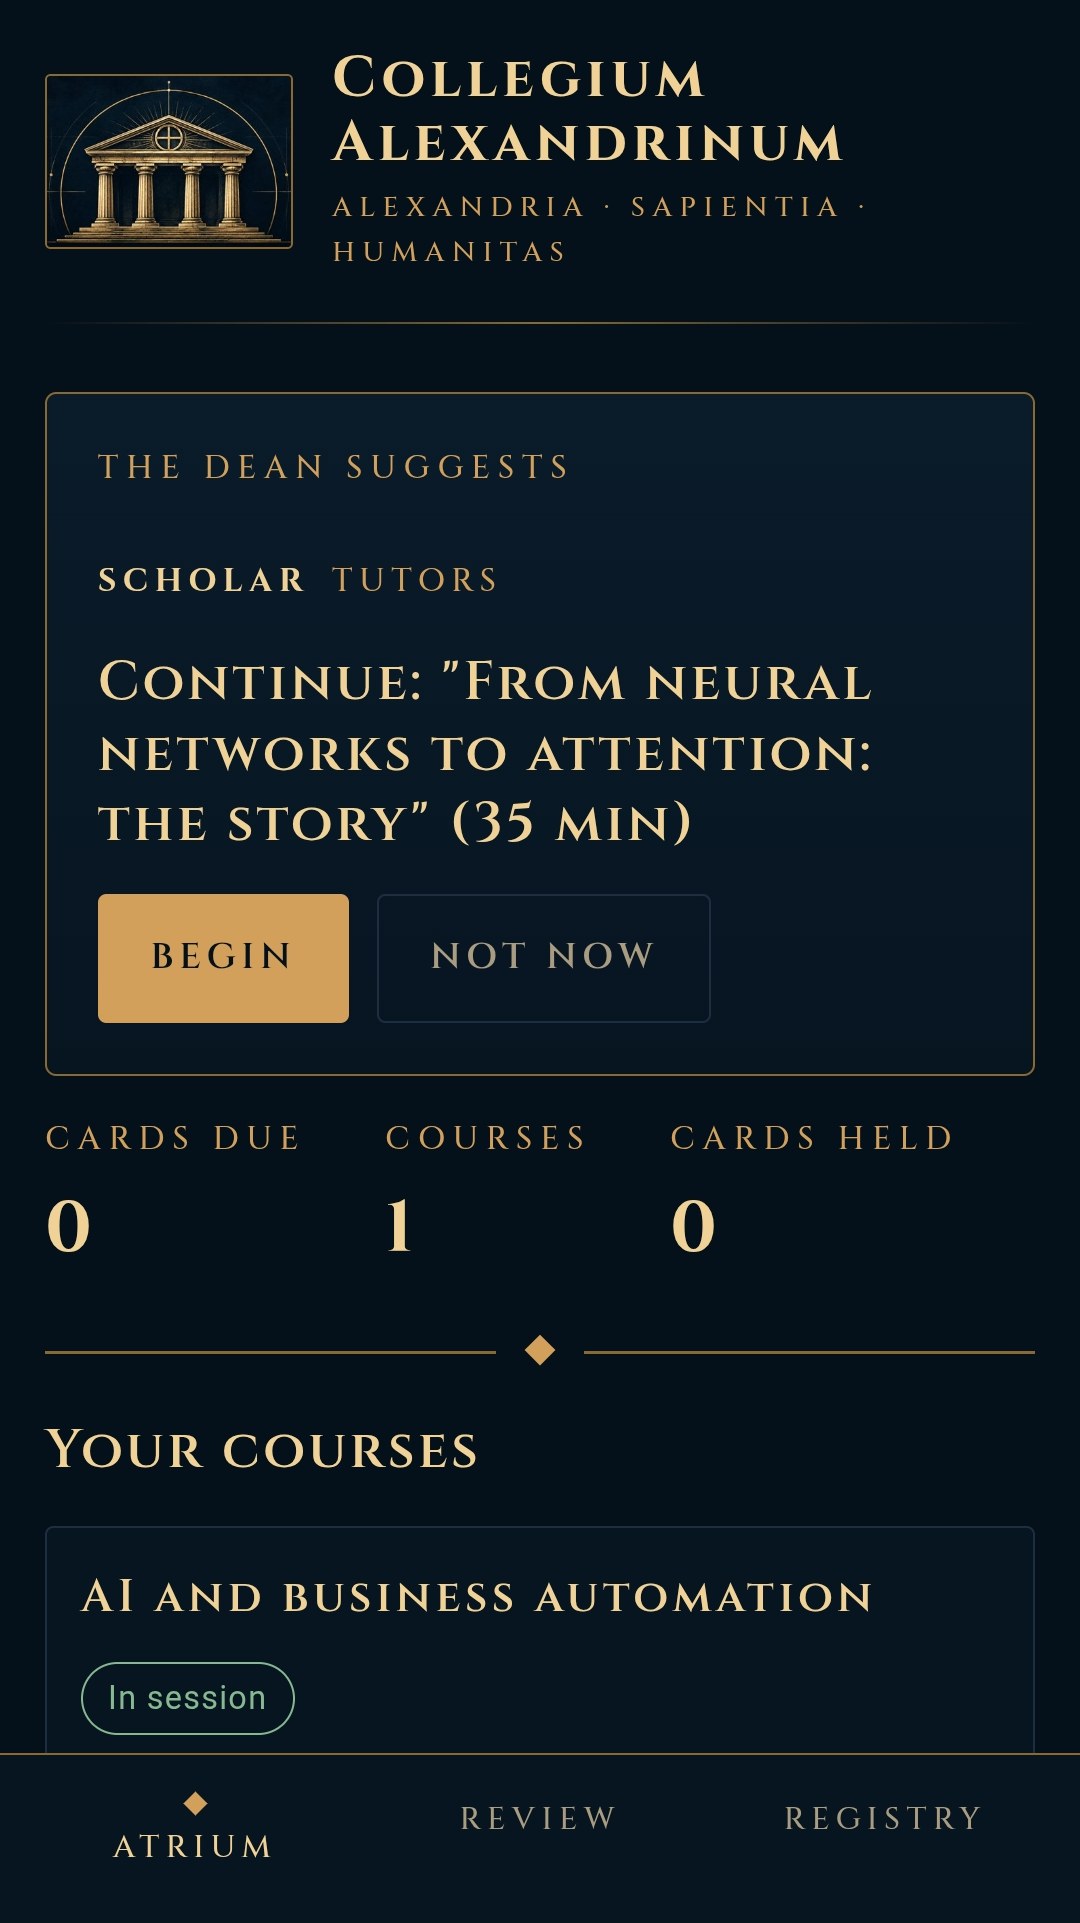 Collegium
Alexandrinum
ALEXANDRIA · SAPIENTIA ·
HUMANITAS
THE DEAN SUGGESTS
SCHOLAR TUTORS
Continue: "From neural
networks to attention:
the story" (35 min)
BEGIN NOT NOW
CARDS DUE COURSES CARDS HELD
0 1 0
Your courses
AI and business automation
In session
ATRIUM REVIEW REGISTRY